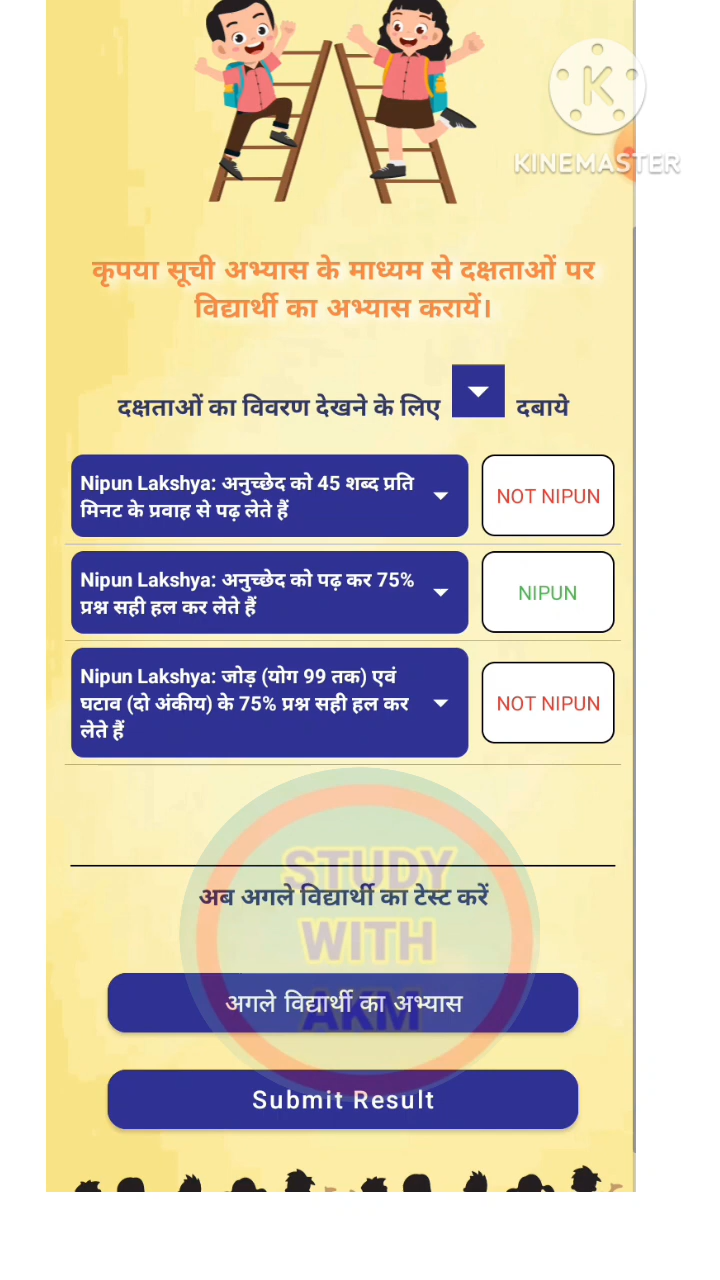 KINEMASTER
कृपया सूची अभ्यास के माध्यम से दक्षताओं पर
विद्यार्थी का अभ्यास करायें।
दक्षताओं का विवरण देखने के लिए दबाये
Nipun Lakshya: अनुच्छेद को 45 शब्द प्रति
मिनट के प्रवाह से पढ़ लेते हैं
NOT NIPUN
Nipun Lakshya: अनुच्छेद को पढ़ कर 75%
प्रश्न सही हल कर लेते हैं
NIPUN
Nipun Lakshya: जोड़ (योग 99 तक) एवं
घटाव (दो अंकीय) के 75% प्रश्न सही हल कर
लेते हैं
NOT NIPUN
STUDY
अब अगले विद्यार्थी का टेस्ट करें
WITH
अगले विद्यार्थी का अभ्यास
AKM
Submit Result